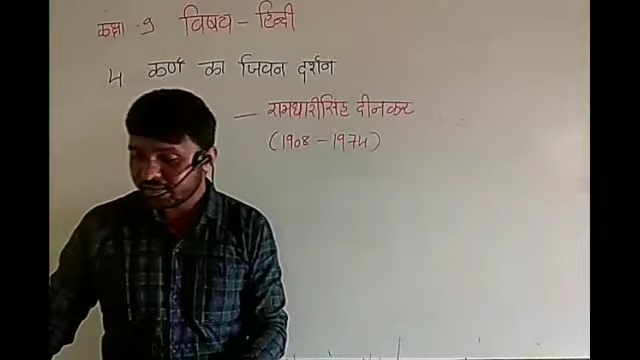 कक्षा - 9 विषय - हिन्दी
4 कर्ण का जिवन दर्शन
— रामधारीसिंह दीनकर
(1908 - 1974)